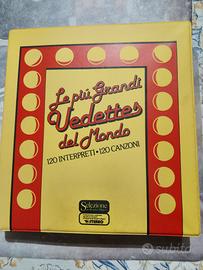 Le più Grandi
Vedettes
del Mondo
120 INTERPRETI • 120 CANZONI
Selezione
STEREO
subito